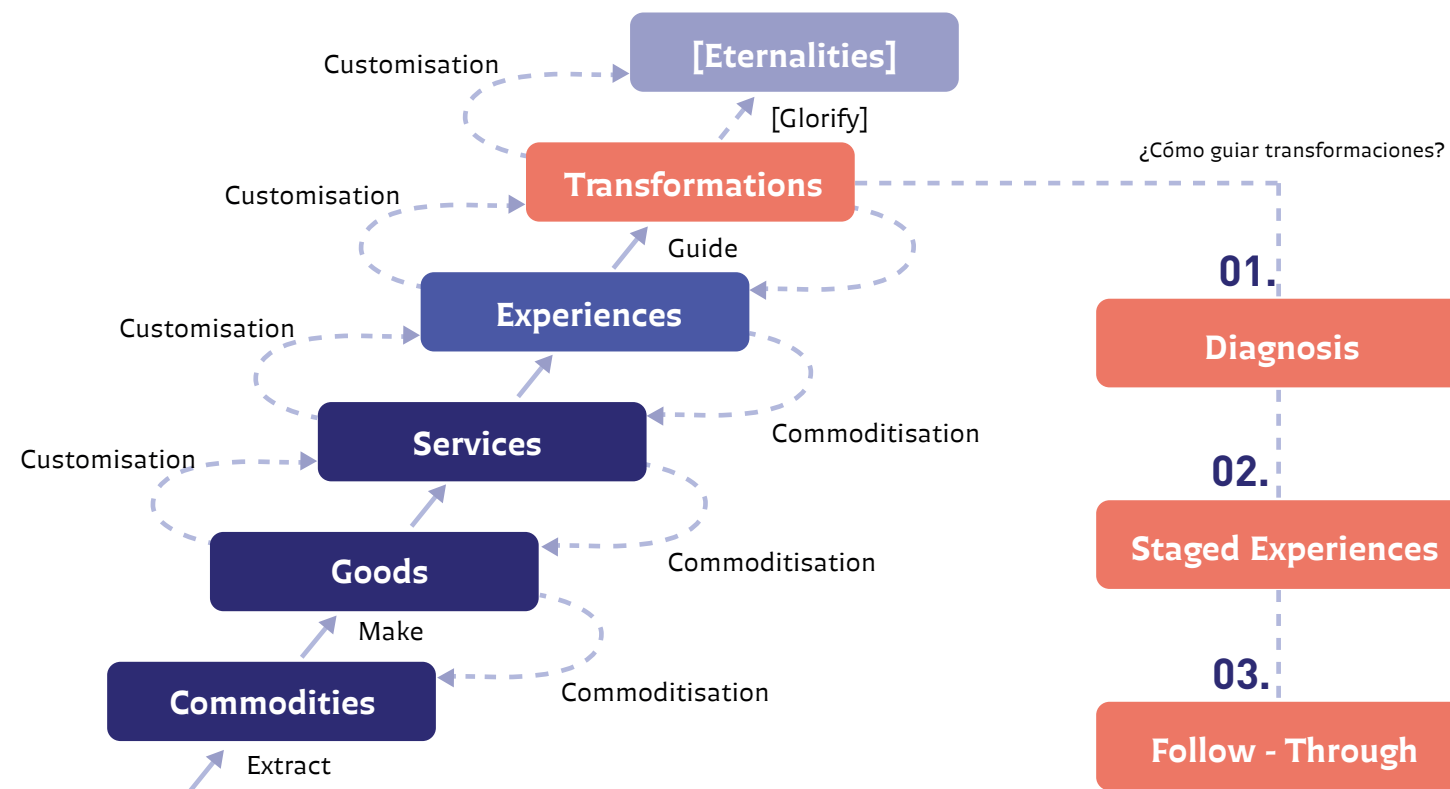 [Eternalities]
Customisation
[Glorify]
¿Cómo guiar transformaciones?
Transformations
Customisation
Guide
01.
Experiences
Customisation
Diagnosis
Services
Commoditisation
Customisation
02.
Staged Experiences
Goods
Commoditisation
Make
03.
Commodities
Commoditisation
Follow - Through
Extract